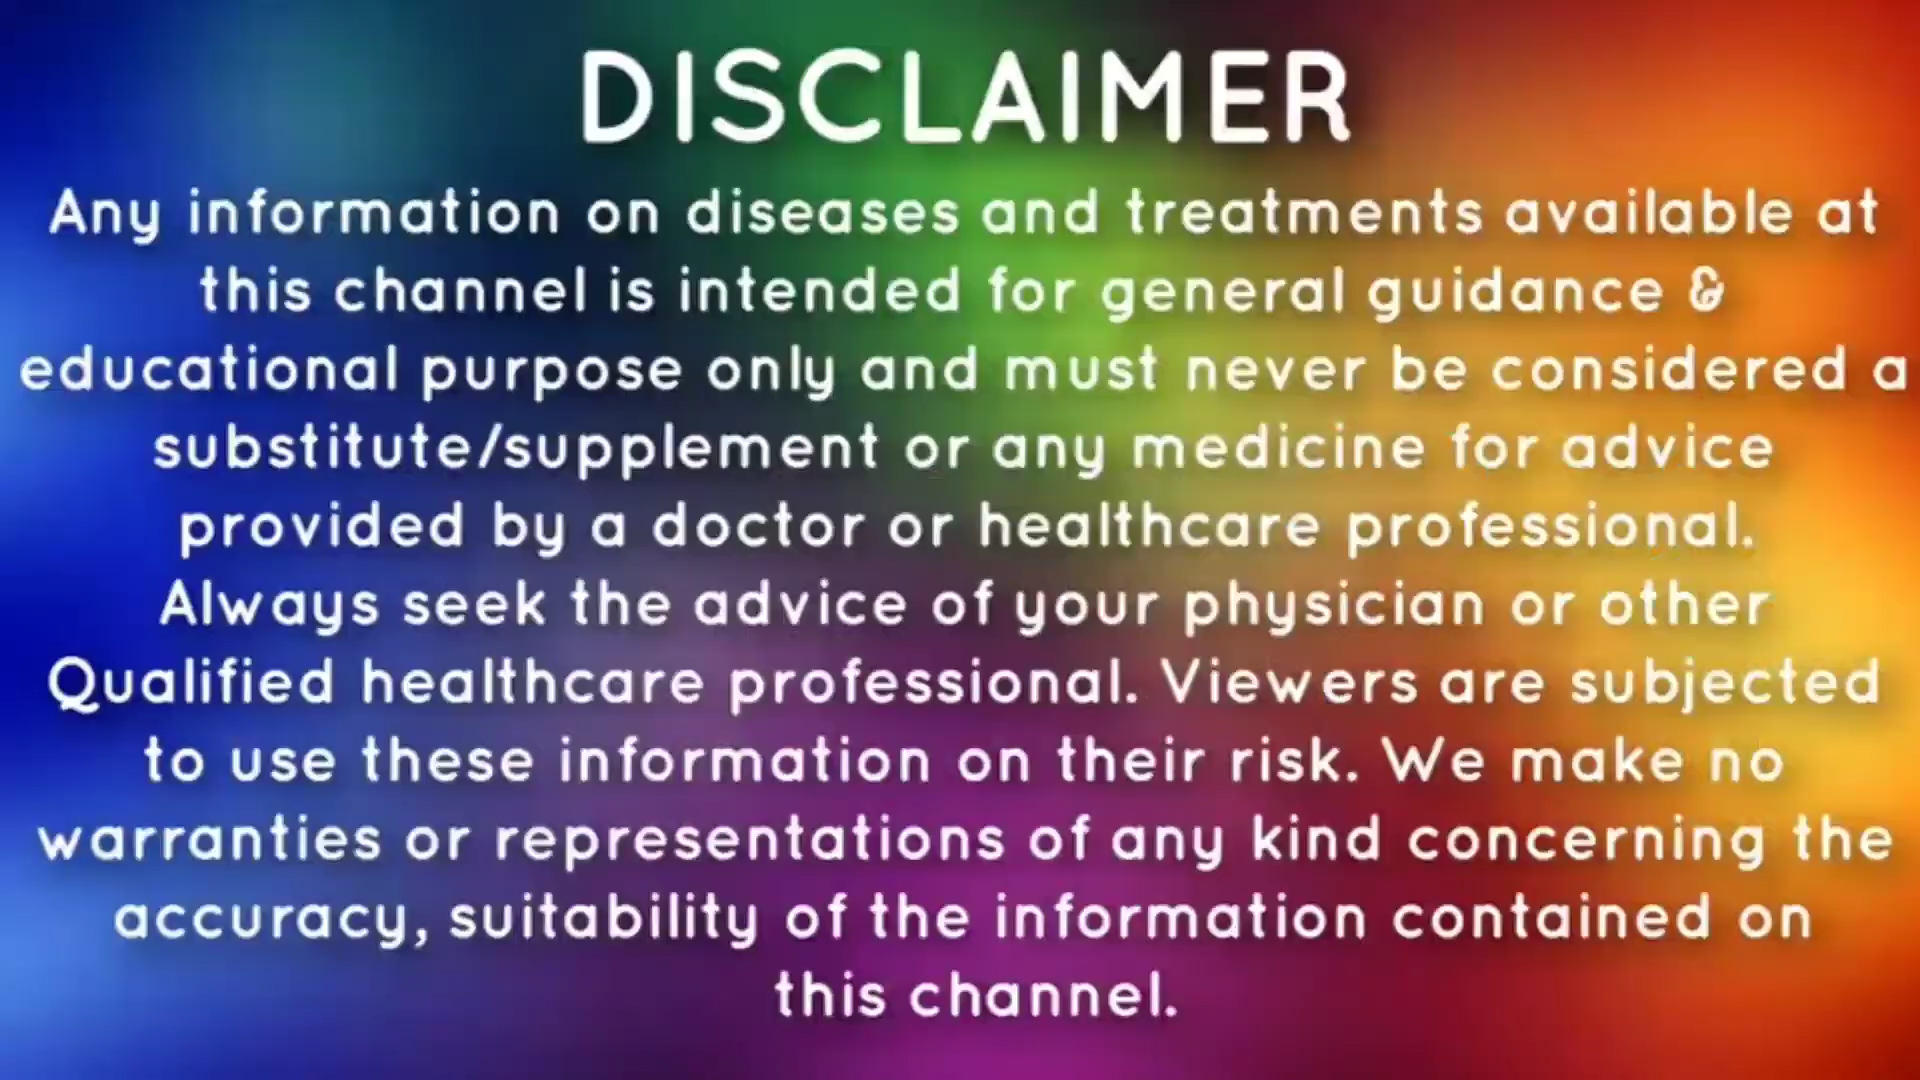 DISCLAIMER
Any information on diseases and treatments available at
this channel is intended for general guidance &
educational purpose only and must never be considered a
substitute/supplement or any medicine for advice
provided by a doctor or healthcare professional.
Always seek the advice of your physician or other
Qualified healthcare professional. Viewers are subjected
to use these information on their risk. We make no
warranties or representations of any kind concerning the
accuracy, suitability of the information contained on
this channel.